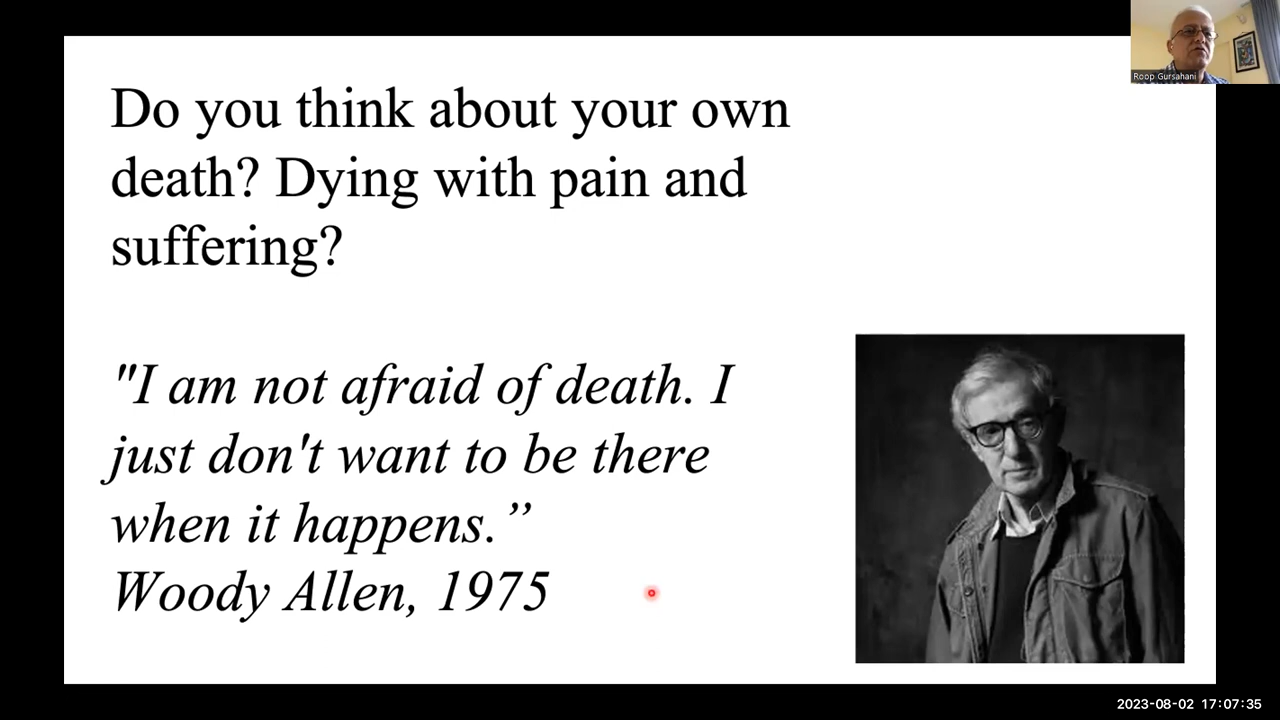 Roop Gursahani
Do you think about your own
death? Dying with pain and
suffering?
"I am not afraid of death. I
just don't want to be there
when it happens.”
Woody Allen, 1975
2023-08-02 17:07:35